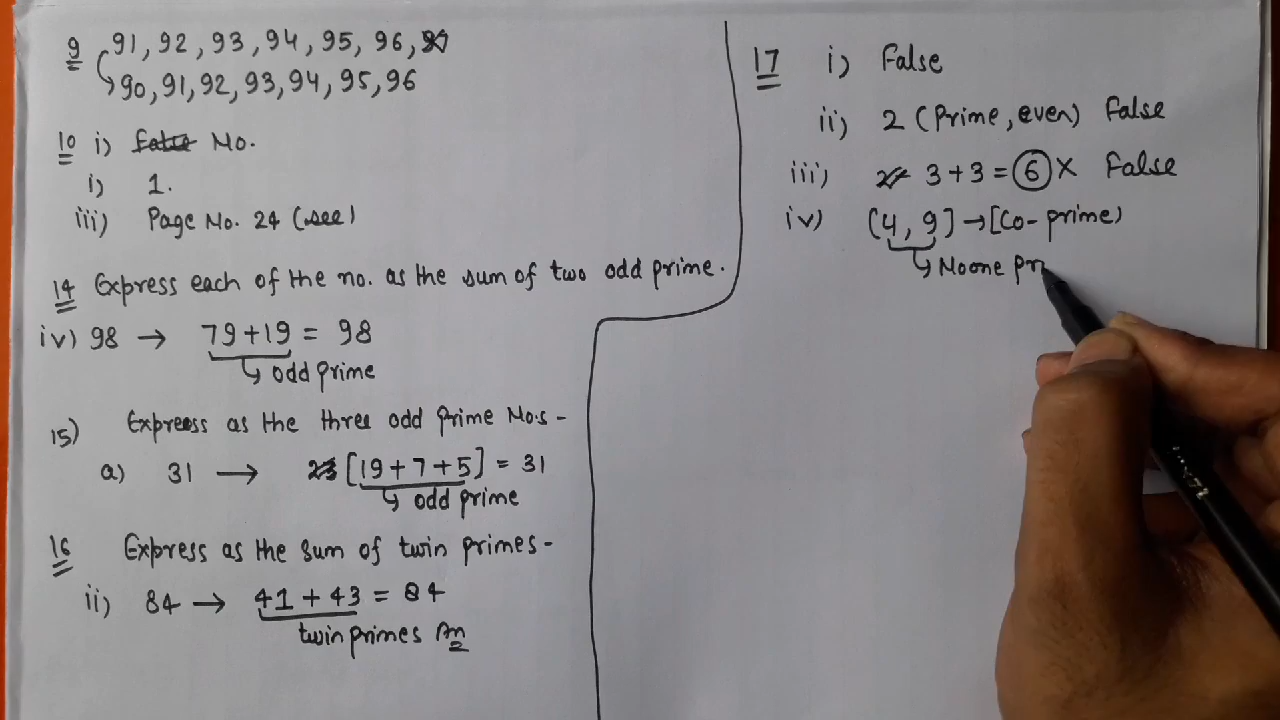 9 91, 92, 93, 94, 95, 96, 97
90, 91, 92, 93, 94, 95, 96
10 i) False No.
i) 1.
iii) Page No. 24 (see)
14 Express each of the no. as the sum of two odd prime.
iv) 98 → 79+19 = 98
↳ odd prime
15) Express as the three odd prime No.s -
a) 31 → 23 [19+7+5] = 31
↳ odd prime
16 Express as the sum of twin primes -
ii) 84 → 41 + 43 = 84
twin primes An
17 i) False
ii) 2 (Prime, even) False
iii) 3+3 = 6 × False
iv) (4, 9] → [Co-prime)
↳ Noone pr